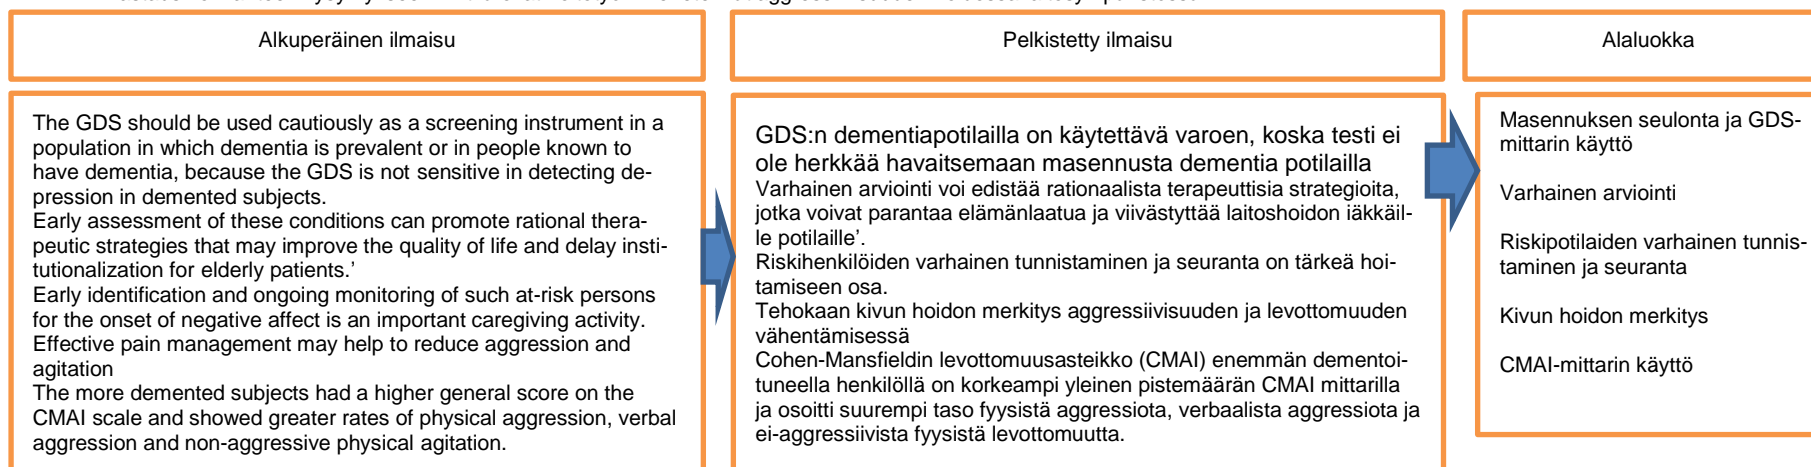 Alkuperäinen ilmaisu
Pelkistetty ilmaisu
Alaluokka
The GDS should be used cautiously as a screening instrument in a
population in which dementia is prevalent or in people known to
have dementia, because the GDS is not sensitive in detecting de-
pression in demented subjects.
Early assessment of these conditions can promote rational thera-
peutic strategies that may improve the quality of life and delay insti-
tutionalization for elderly patients.’
Early identification and ongoing monitoring of such at-risk persons
for the onset of negative affect is an important caregiving activity.
Effective pain management may help to reduce aggression and
agitation
The more demented subjects had a higher general score on the
CMAI scale and showed greater rates of physical aggression, verbal
aggression and non-aggressive physical agitation.
GDS:n dementiapotilailla on käytettävä varoen, koska testi ei
ole herkkää havaitsemaan masennusta dementia potilailla
Varhainen arviointi voi edistää rationaalista terapeuttisia strategioita,
jotka voivat parantaa elämänlaatua ja viivästyttää laitoshoidon iäkkäil-
le potilaille’.
Riskihenkilöiden varhainen tunnistaminen ja seuranta on tärkeä hoi-
tamiseen osa.
Tehokaan kivun hoidon merkitys aggressiivisuuden ja levottomuuden
vähentämisessä
Cohen-Mansfieldin levottomuusasteikko (CMAI) enemmän dementoi-
tuneella henkilöllä on korkeampi yleinen pistemäärän CMAI mittarilla
ja osoitti suurempi taso fyysistä aggressiota, verbaalista aggressiota ja
ei-aggressiivista fyysistä levottomuutta.
Masennuksen seulonta ja GDS-
mittarin käyttö
Varhainen arviointi
Riskipotilaiden varhainen tunnis-
taminen ja seuranta
Kivun hoidon merkitys
CMAI-mittarin käyttö